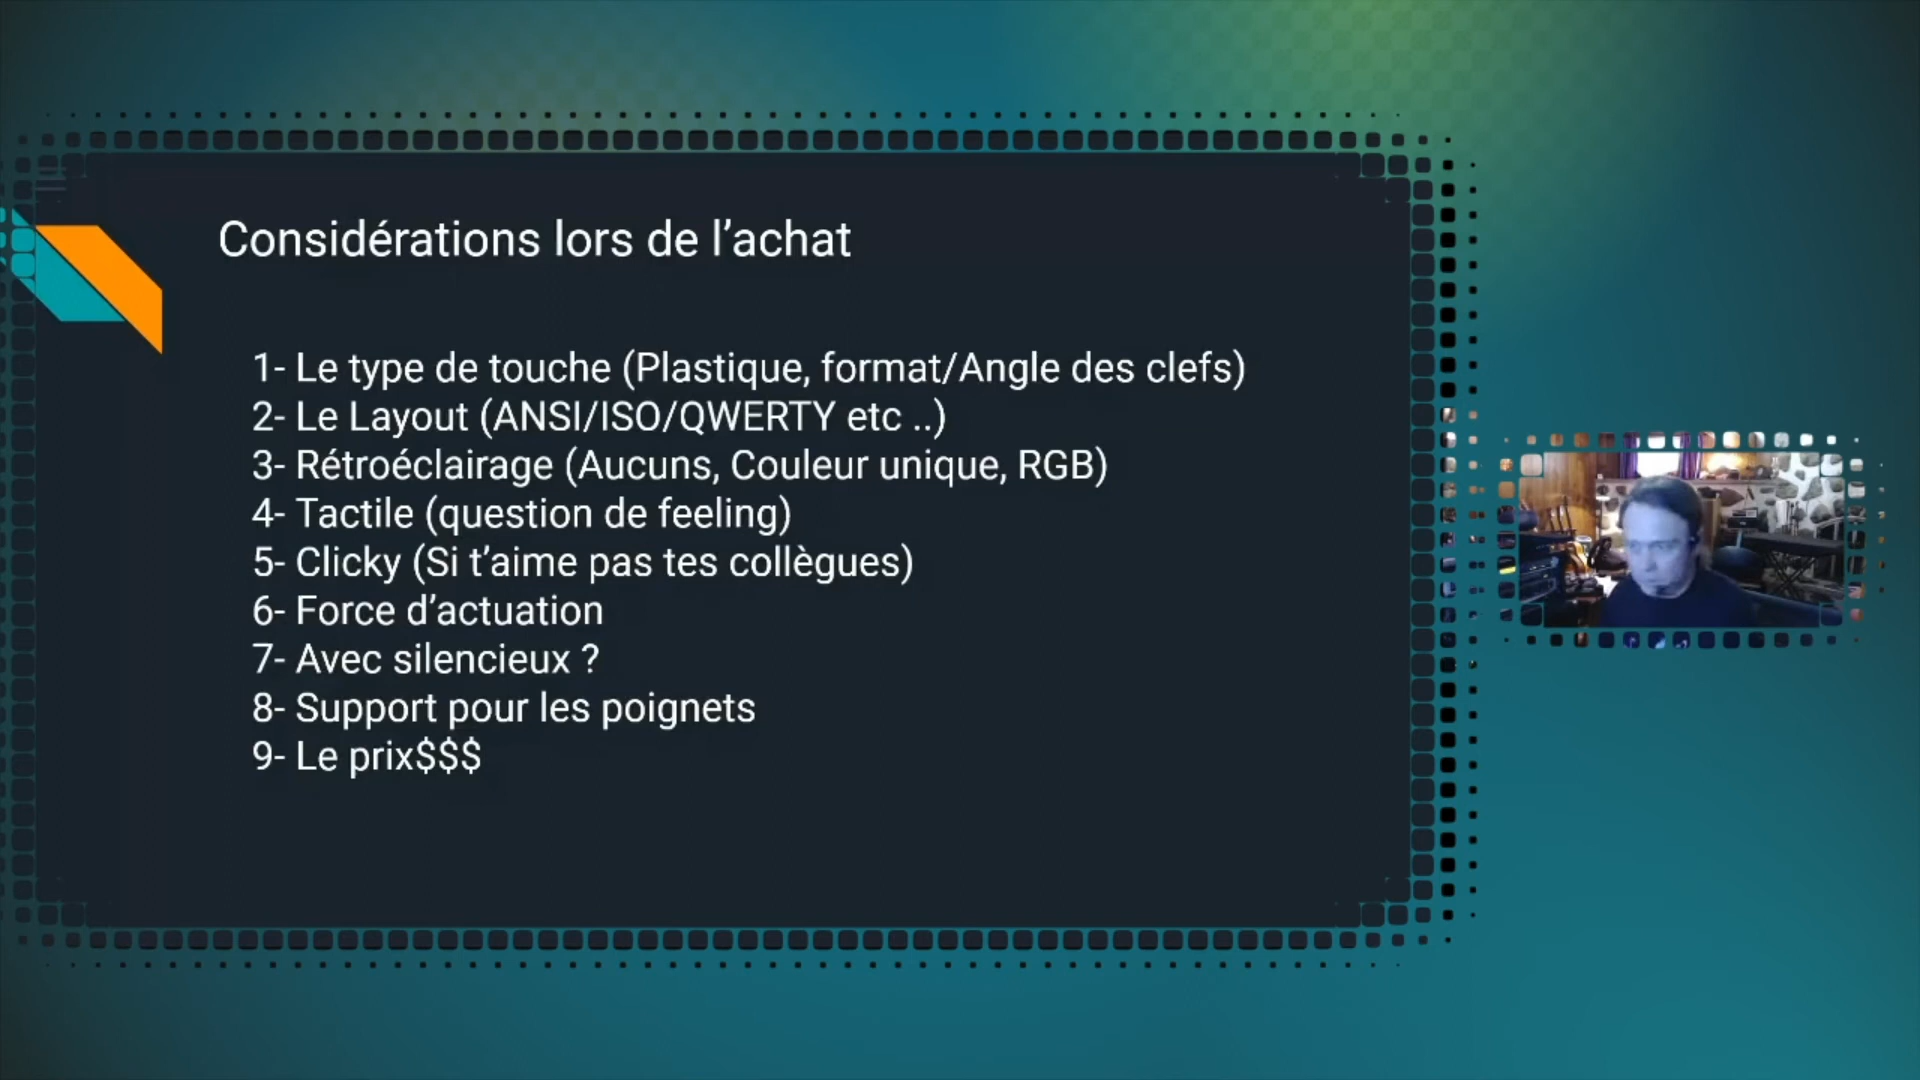 Considérations lors de l’achat
1- Le type de touche (Plastique, format/Angle des clefs)
2- Le Layout (ANSI/ISO/QWERTY etc ..)
3- Rétroéclairage (Aucuns, Couleur unique, RGB)
4- Tactile (question de feeling)
5- Clicky (Si t’aime pas tes collègues)
6- Force d’actuation
7- Avec silencieux ?
8- Support pour les poignets
9- Le prix$$$